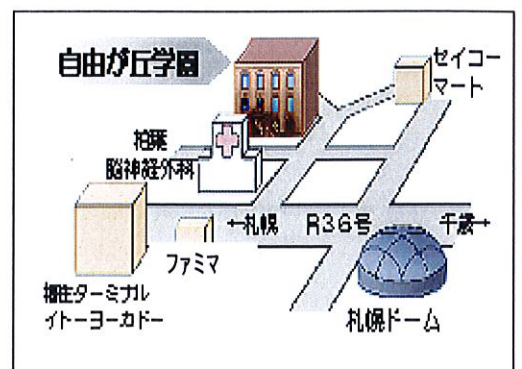 自由が丘学園
セイコー
マート
柏葉
脳神経外科
←札幌 R36号 千歳→
ファミマ
福住ターミナル
イトーヨーカドー
札幌ドーム